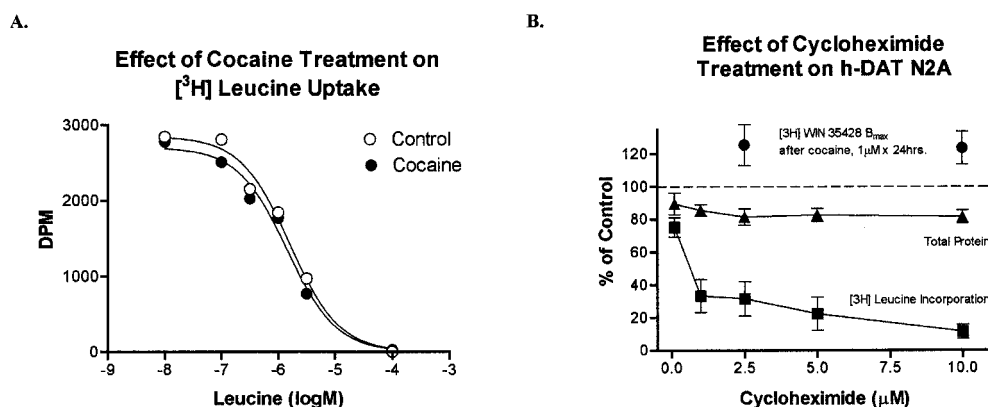 A.
Effect of Cocaine Treatment on
[³H] Leucine Uptake
Control
Cocaine
DPM
3000
2000
1000
0
-9 -8 -7 -6 -5 -4 -3
Leucine (logM)
B.
Effect of Cycloheximide
Treatment on h-DAT N2A
[3H] WIN 35428 Bmax
after cocaine, 1μM x 24hrs.
% of Control
120
100
80
60
40
20
0
Total Protein
[3H] Leucine Incorporation
0.0 2.5 5.0 7.5 10.0
Cycloheximide (μM)